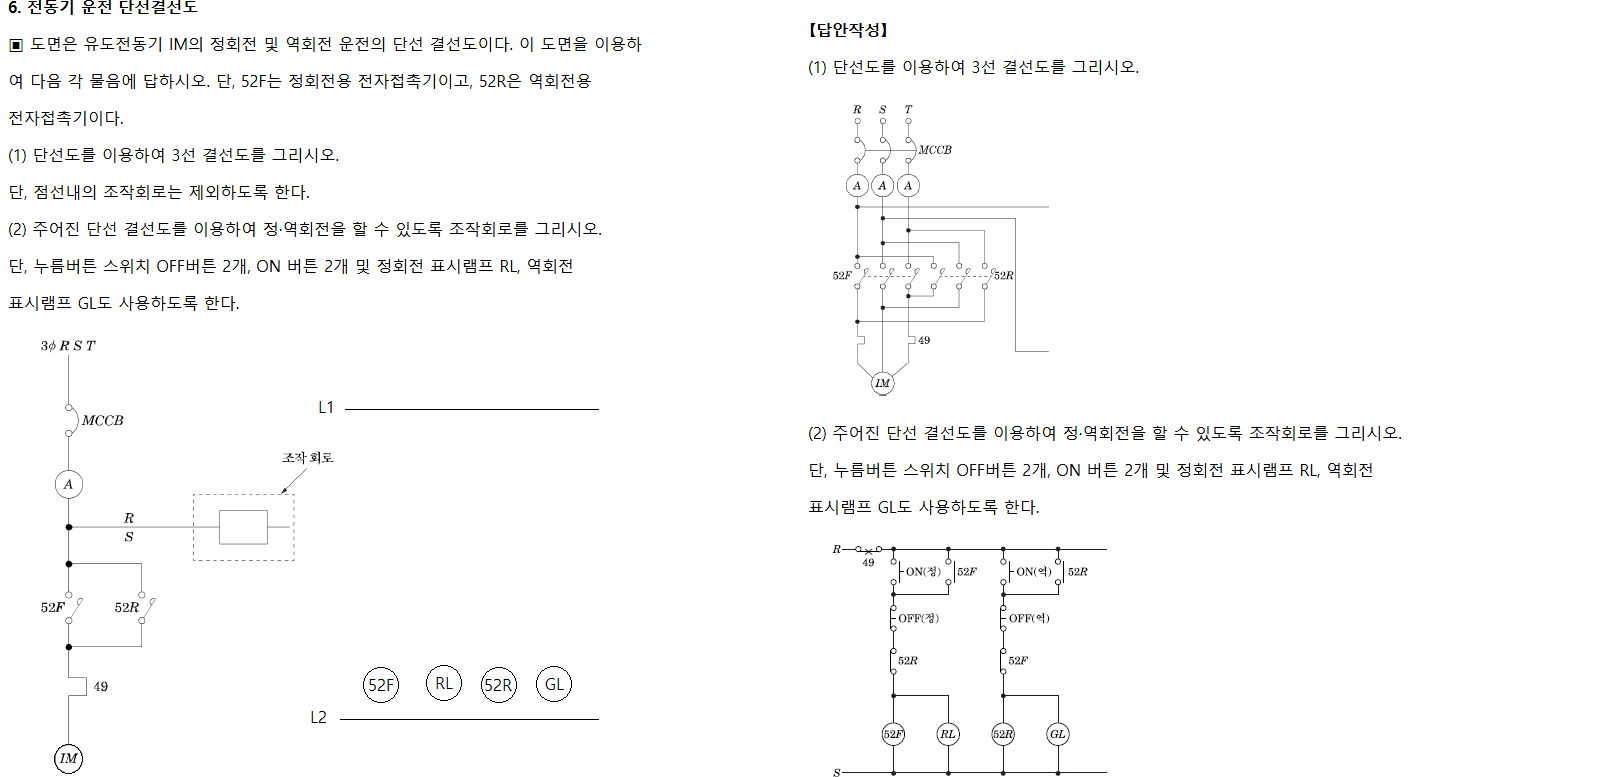 6. 전동기 운전 단선결선도
▣ 도면은 유도전동기 IM의 정회전 및 역회전 운전의 단선 결선도이다. 이 도면을 이용하
여 다음 각 물음에 답하시오. 단, 52F는 정회전용 전자접촉기이고, 52R은 역회전용
전자접촉기이다.
(1) 단선도를 이용하여 3선 결선도를 그리시오.
단, 점선내의 조작회로는 제외하도록 한다.
(2) 주어진 단선 결선도를 이용하여 정·역회전을 할 수 있도록 조작회로를 그리시오.
단, 누름버튼 스위치 OFF버튼 2개, ON 버튼 2개 및 정회전 표시램프 RL, 역회전
표시램프 GL도 사용하도록 한다.
3ϕ R S T
MCCB
A
R
S
조작 회로
52F
52R
49
IM
L1
52F
RL
52R
GL
L2
【답안작성】
(1) 단선도를 이용하여 3선 결선도를 그리시오.
R S T
MCCB
A A A
52F
52R
49
IM
(2) 주어진 단선 결선도를 이용하여 정·역회전을 할 수 있도록 조작회로를 그리시오.
단, 누름버튼 스위치 OFF버튼 2개, ON 버튼 2개 및 정회전 표시램프 RL, 역회전
표시램프 GL도 사용하도록 한다.
R
49
ON(정) 52F ON(역) 52R
OFF(정) OFF(역)
52R 52F
52F RL 52R GL
S